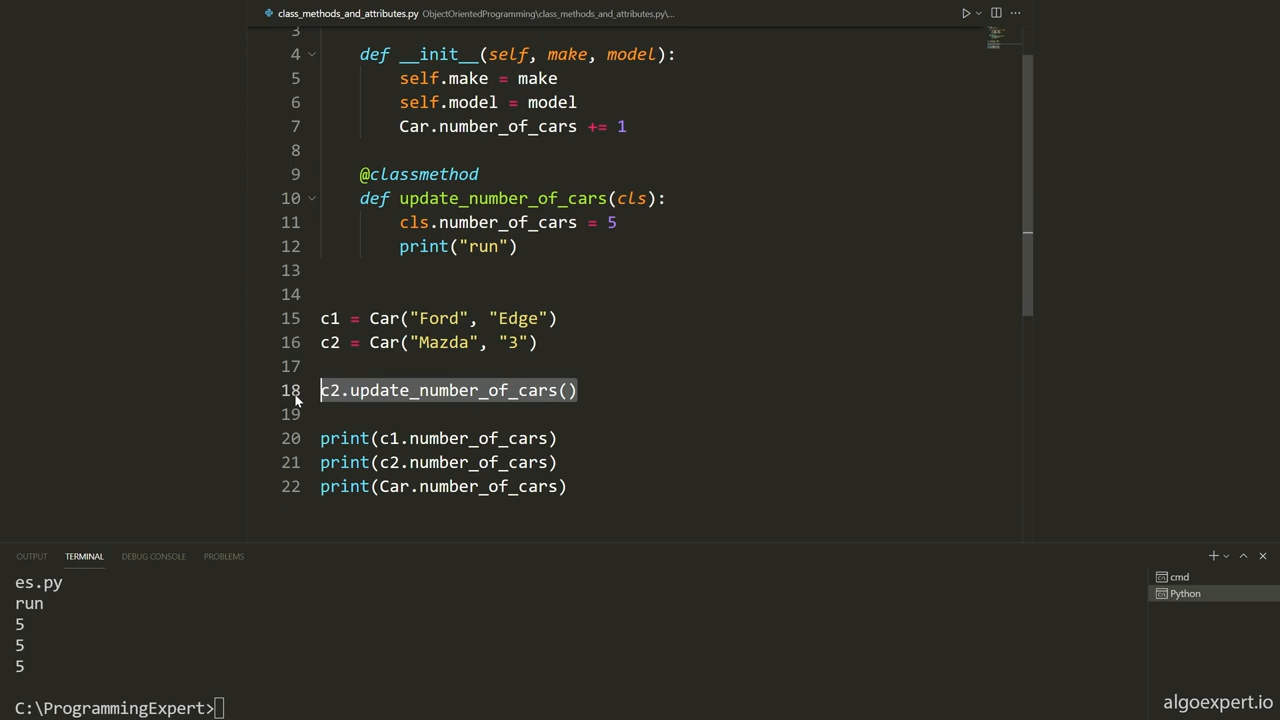 class_methods_and_attributes.py ObjectOrientedProgramming\class_methods_and_attributes.py\...
3
4 def __init__(self, make, model):
5 self.make = make
6 self.model = model
7 Car.number_of_cars += 1
8
9 @classmethod
10 def update_number_of_cars(cls):
11 cls.number_of_cars = 5
12 print("run")
13
14
15 c1 = Car("Ford", "Edge")
16 c2 = Car("Mazda", "3")
17
18 c2.update_number_of_cars()
19
20 print(c1.number_of_cars)
21 print(c2.number_of_cars)
22 print(Car.number_of_cars)
OUTPUT TERMINAL DEBUG CONSOLE PROBLEMS
es.py
run
5
5
5
C:\ProgrammingExpert>
cmd
Python
algoexpert.io